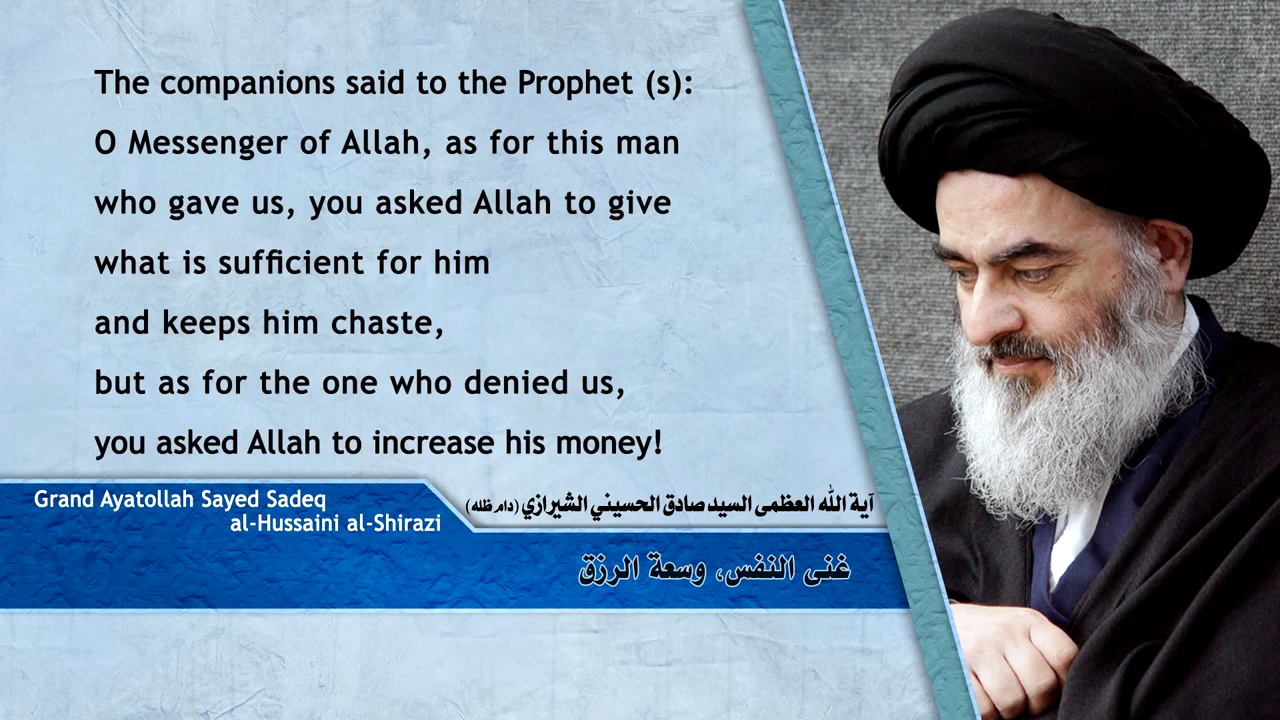 The companions said to the Prophet (s):
O Messenger of Allah, as for this man
who gave us, you asked Allah to give
what is sufficient for him
and keeps him chaste,
but as for the one who denied us,
you asked Allah to increase his money!
Grand Ayatollah Sayed Sadeq
al-Hussaini al-Shirazi
آية الله العظمى السيد صادق الحسيني الشيرازي (دام ظله)
غنى النفس، وسعة الرزق